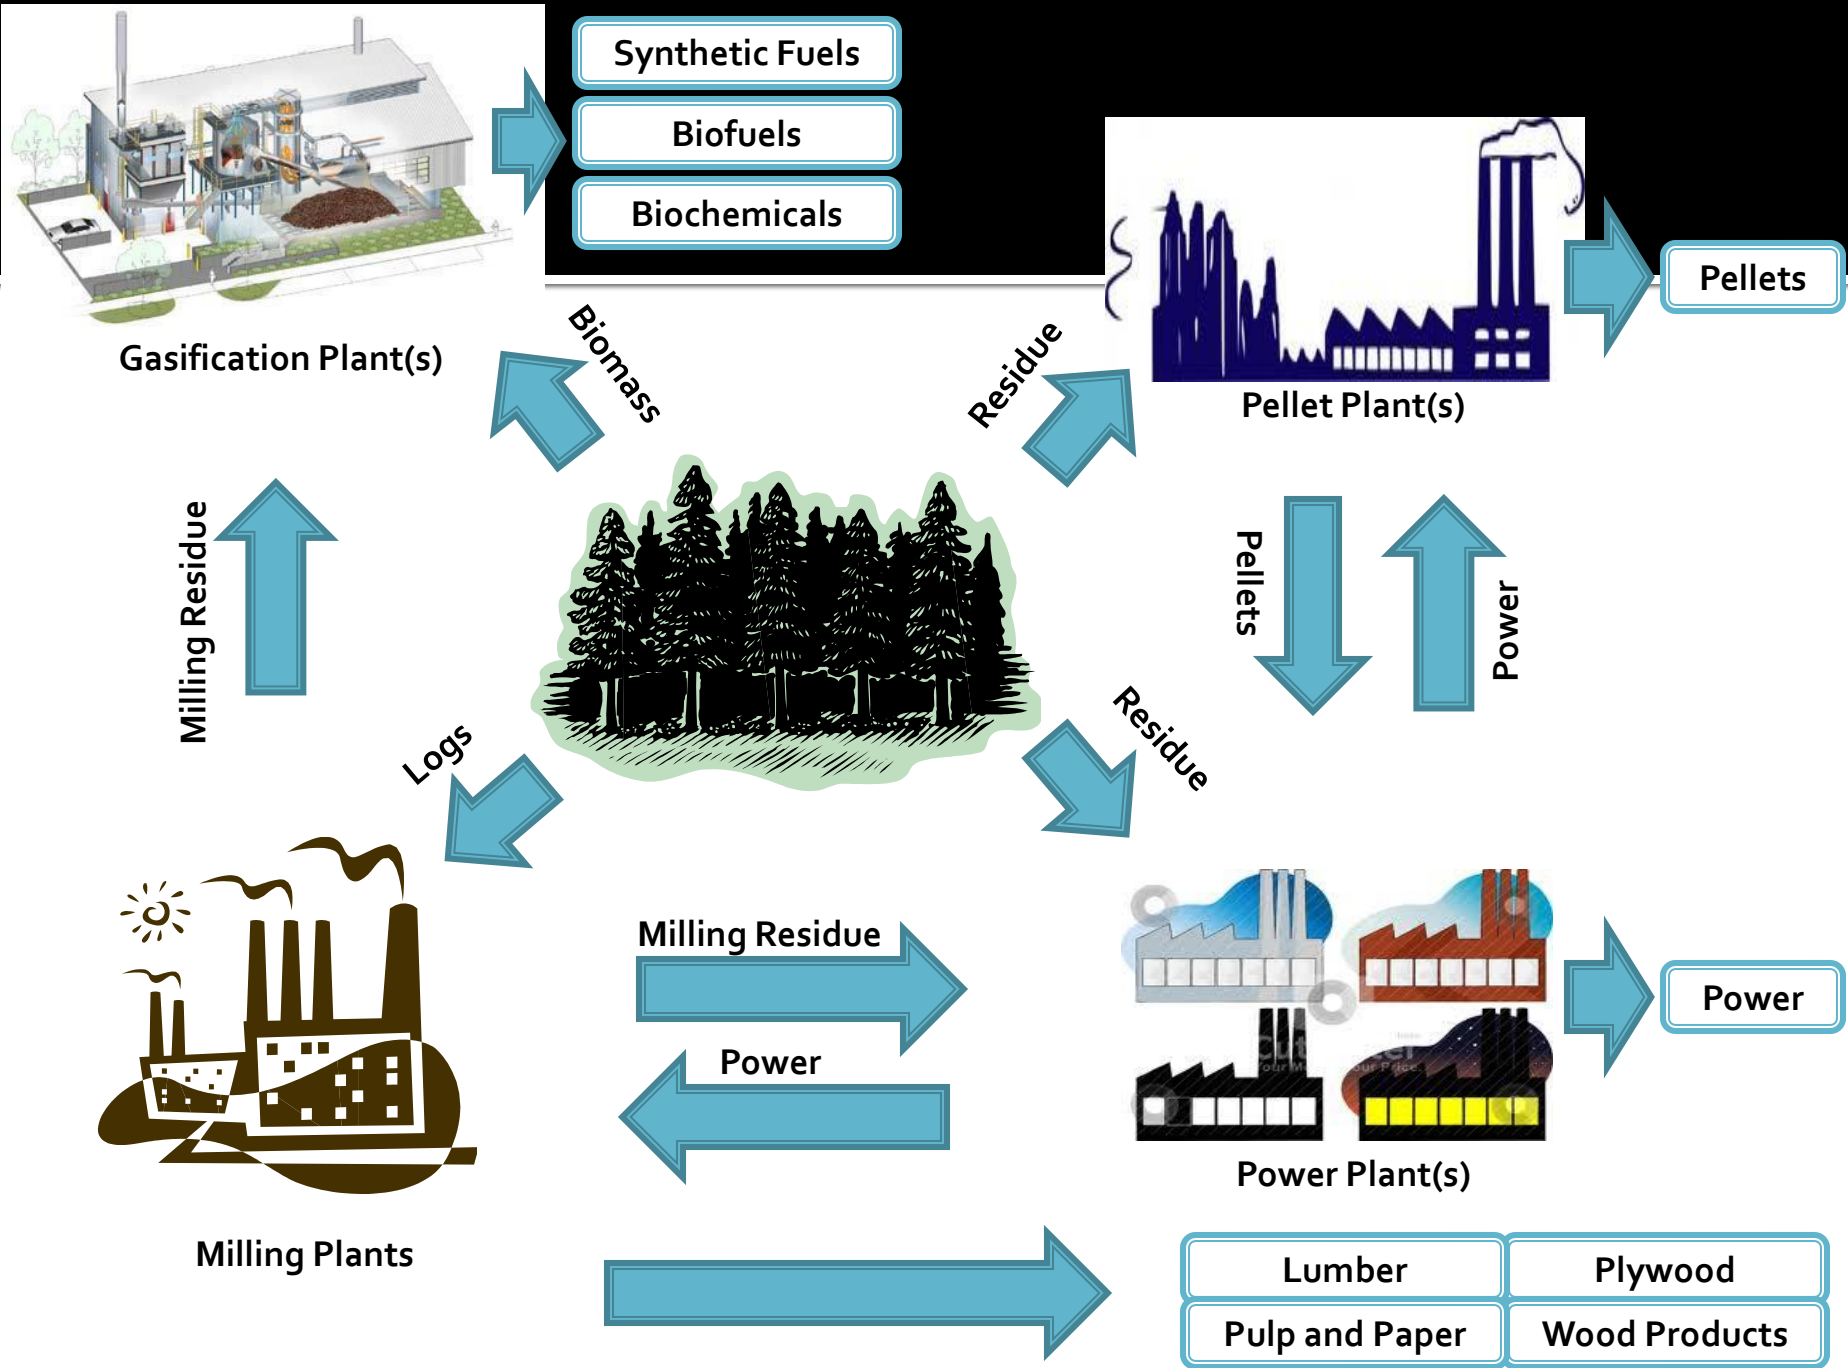 Synthetic Fuels
Biofuels
Biochemicals
Pellets
Gasification Plant(s)
Biomass
Residue
Pellet Plant(s)
Milling Residue
Pellets
Power
Logs
Residue
Milling Residue
Power
Power
Power Plant(s)
Milling Plants
Lumber
Plywood
Pulp and Paper
Wood Products